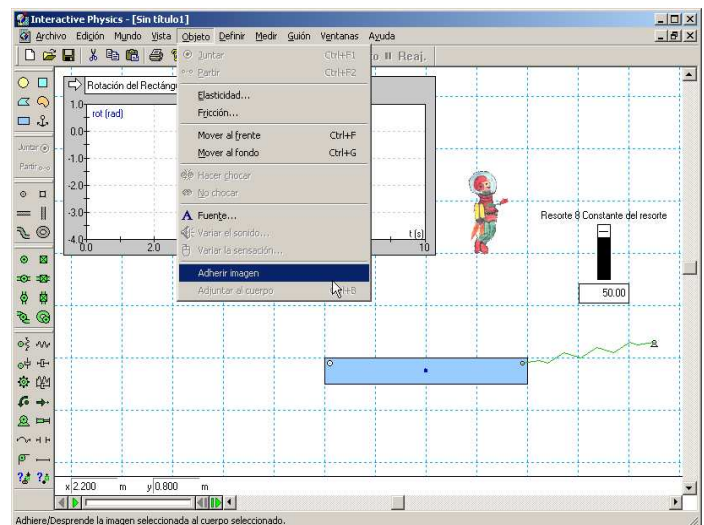 Interactive Physics - [Sin título1]
Archivo Edición Mundo Vista Objeto Definir Medir Guión Ventanas Ayuda
Reaj.
Juntar Ctrl+F1
Partir Ctrl+F2
Elasticidad...
Fricción...
Mover al frente Ctrl+F
Mover al fondo Ctrl+G
Hacer chocar
No chocar
A Fuente...
Variar el sonido...
Variar la sensación...
Adherir imagen
Adjuntar al cuerpo
Juntar
Partir
Rotación del Rectáng
rot (rad)
1.0
0.0
-1.0
-2.0
-3.0
-4.0
0.0 2.0 10
t [s]
Resorte 8 Constante del resorte
50.00
x 2.200 m y 0.800 m
Adhiere/Desprende la imagen seleccionada al cuerpo seleccionado.